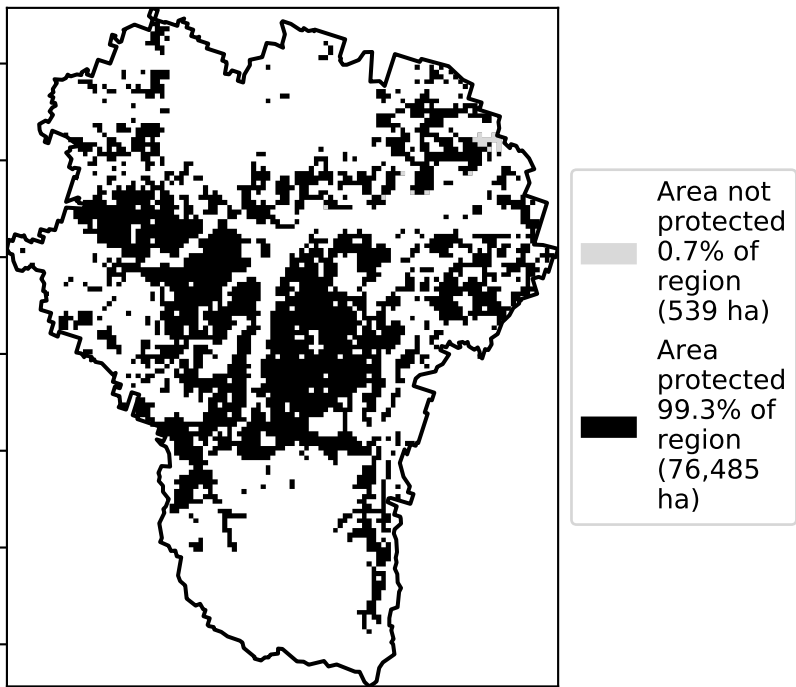 Area not
protected
0.7% of
region
(539 ha)
Area
protected
99.3% of
region
(76,485
ha)